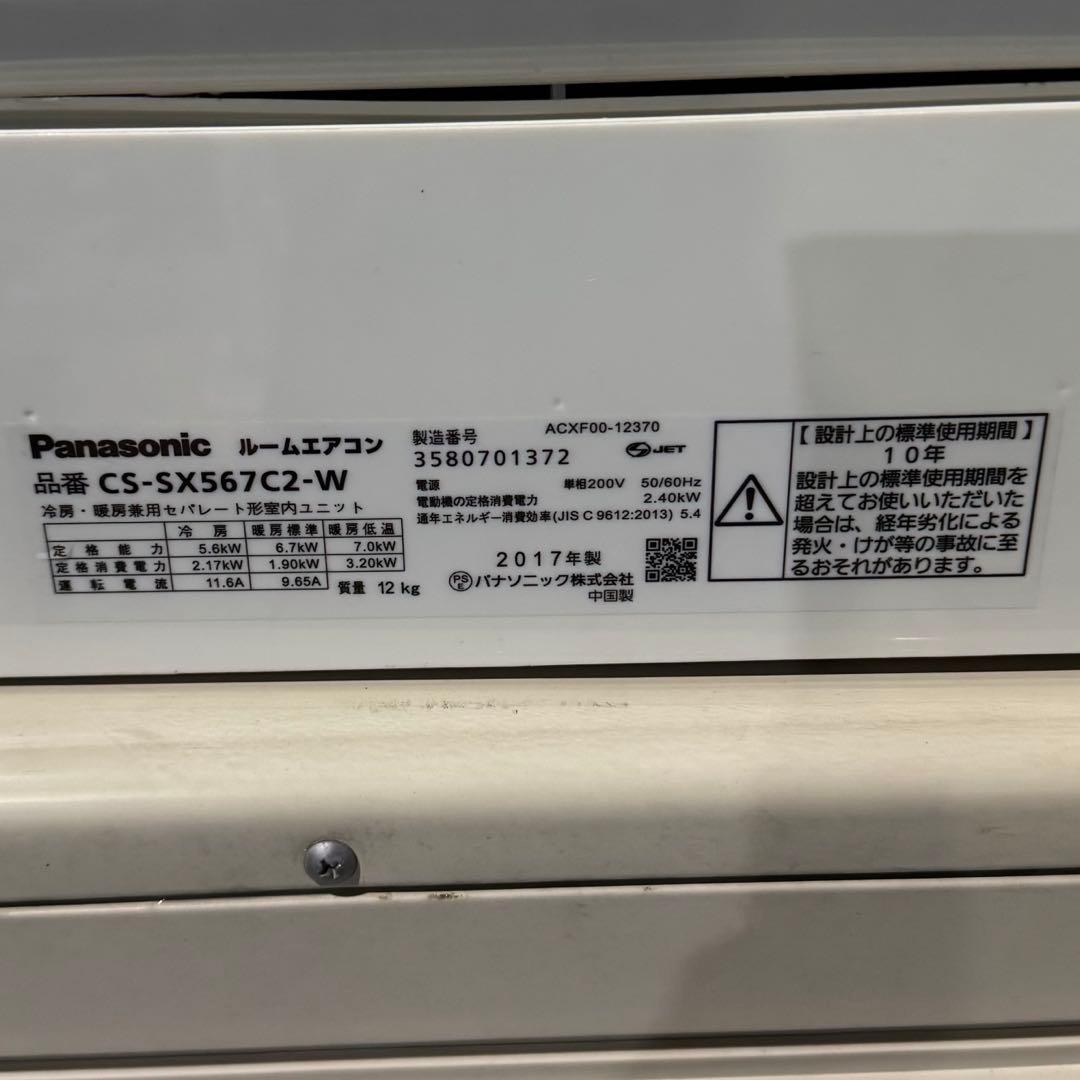 Panasonic ルームエアコン
品番 CS-SX567C2-W
冷房・暖房兼用セパレート形室内ユニット
冷房 暖房標準 暖房低温
定格能力 5.6kW 6.7kW 7.0kW
定格消費電力 2.17kW 1.90kW 3.20kW
運転電流 11.6A 9.65A
質量 12 kg
ACXF00-12370
製造番号
3580701372 JET
電源 単相200V 50/60Hz
電動機の定格消費電力 2.40kW
通年エネルギー消費効率(JIS C 9612:2013) 5.4
2017年製
PSE パナソニック株式会社
中国製
【設計上の標準使用期間】
10年
設計上の標準使用期間を
超えてお使いいただいた
場合は、経年劣化による
発火・けが等の事故に至
るおそれがあります。